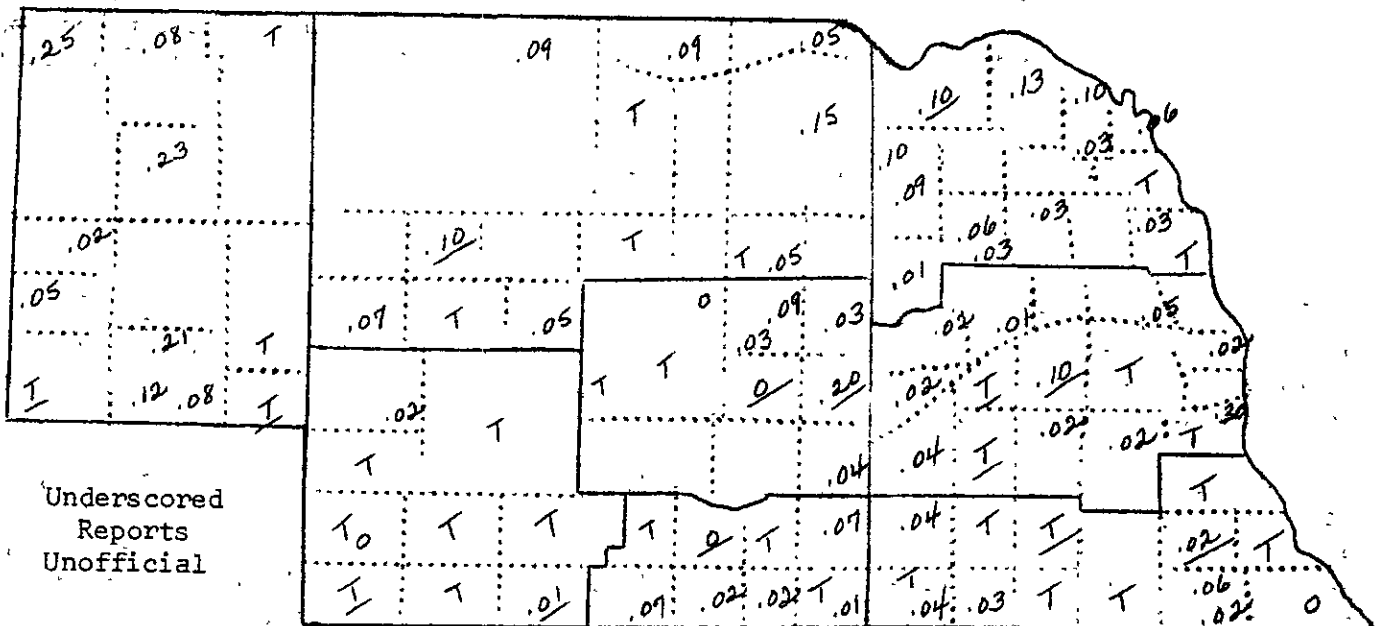 .25 .08 T .09 .09 .05
.10 .13 .10 .06
T .15
.23 .10 .03
.09 T
.02 .10 T .06 .03 .03
T .05 .03 T
.05 .01
.07 T .05 0 .09 .03 .02 .01 .05
.21 T .03 .02
T T 0 .20 .02 T .10 T
T .12 .08 T .02 T .02 .02 .30
T .04 .04 T T
T
Underscored
Reports
Unofficial
T 0 T T T 0 T .07 .04 T T .02 T
T T .01 .07 .02 .02 T .01 T .04 .03 T T .06 .02 0